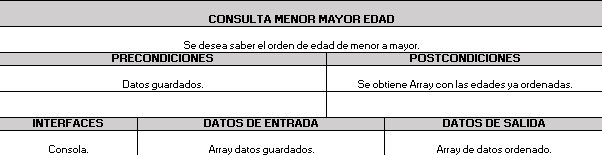 CONSULTA MENOR MAYOR EDAD
Se desea saber el orden de edad de menor a mayor.
PRECONDICIONES POSTCONDICIONES
Datos guardados. Se obtiene Array con las edades ya ordenadas.
INTERFACES DATOS DE ENTRADA DATOS DE SALIDA
Consola. Array datos guardados. Array de datos ordenado.